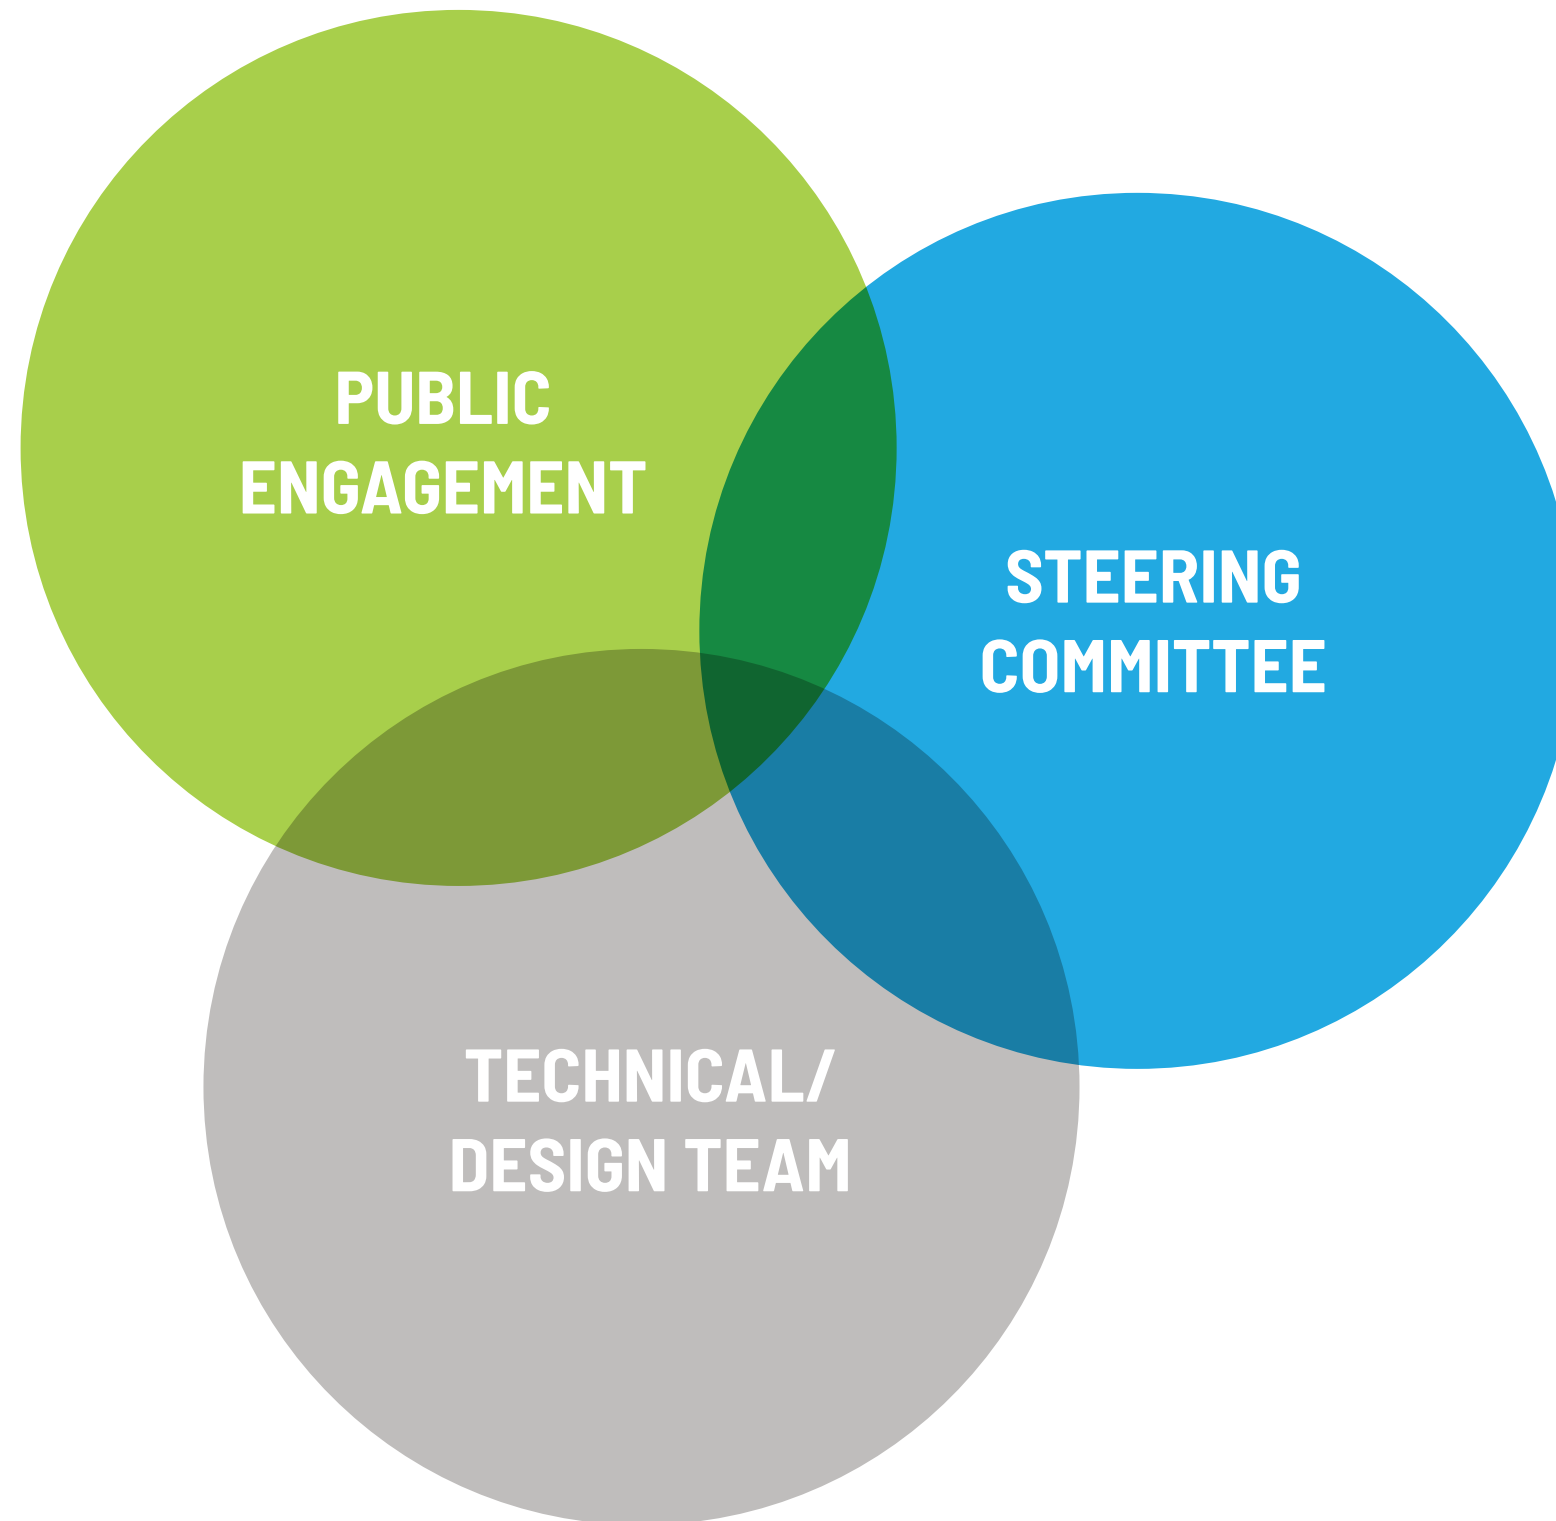 PUBLIC
ENGAGEMENT
STEERING
COMMITTEE
TECHNICAL/
DESIGN TEAM